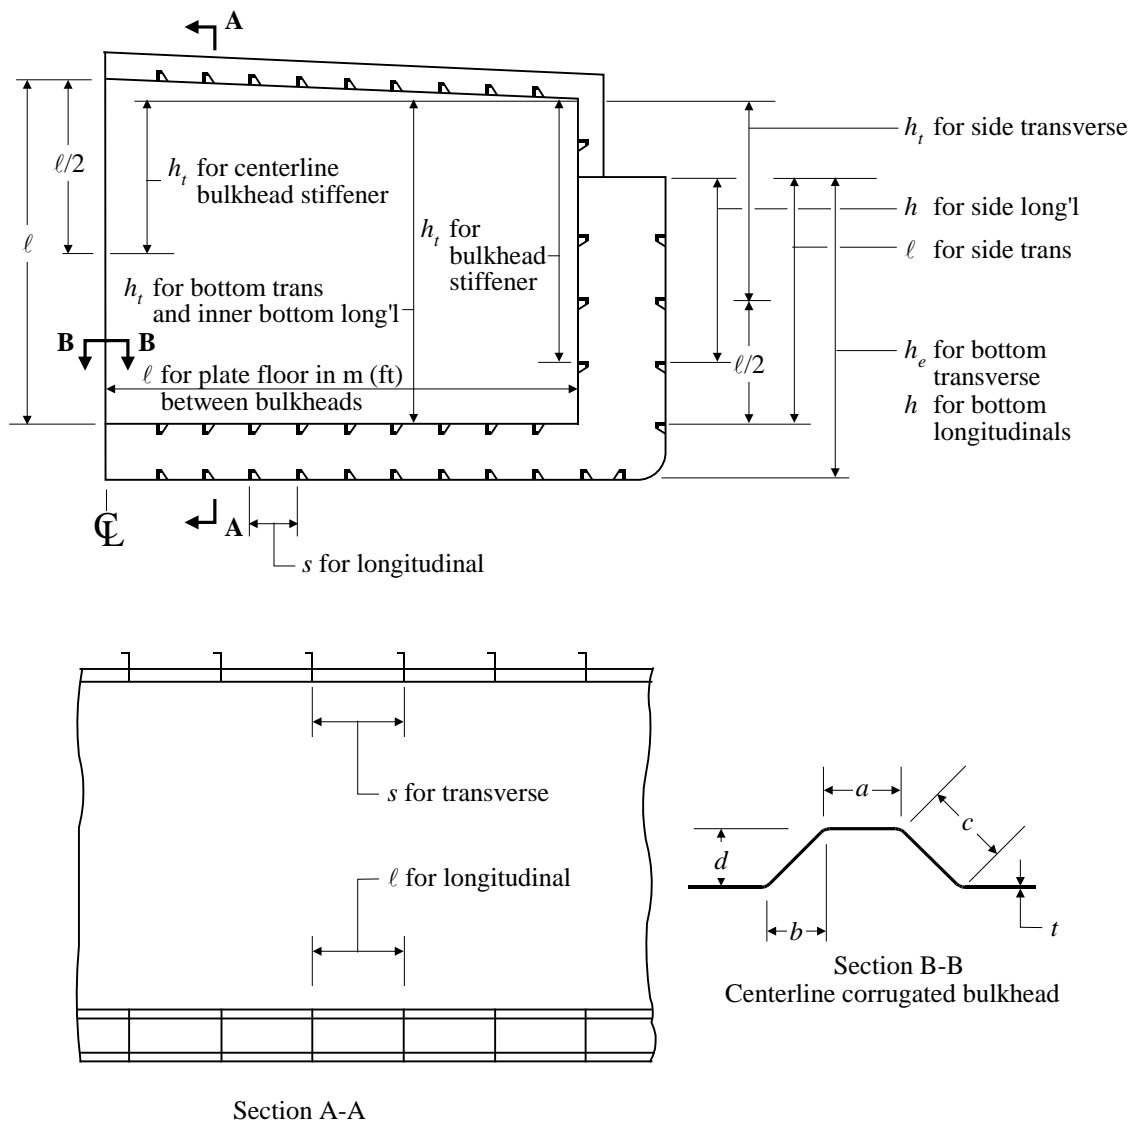 A
ℓ/2
ℓ
h_t for centerline
bulkhead stiffener
h_t for
bulkhead
stiffener
h_t for bottom trans
and inner bottom long'l
B B
ℓ for plate floor in m (ft)
between bulkheads
h_t for side transverse
h for side long'l
ℓ for side trans
ℓ/2
h_e for bottom
transverse
h for bottom
longitudinals
℄
A
s for longitudinal
s for transverse
ℓ for longitudinal
Section A-A
a
c
d
b
t
Section B-B
Centerline corrugated bulkhead